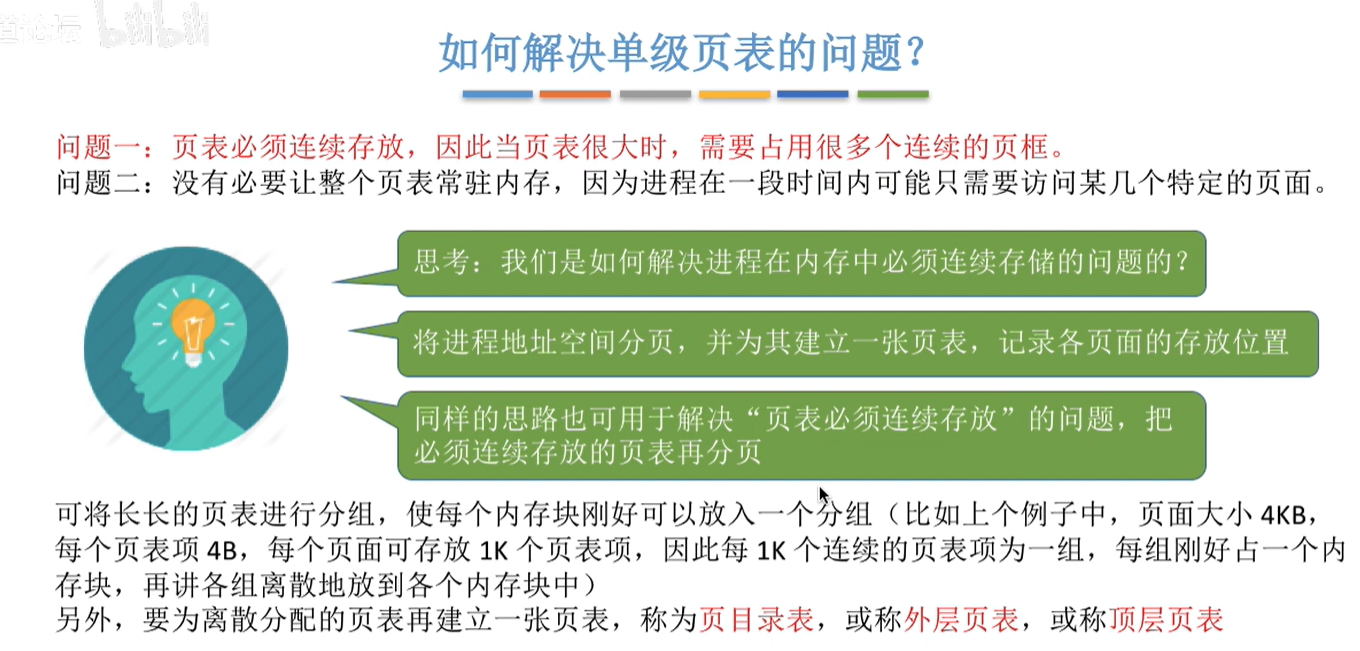 道论坛 bilibili
如何解决单级页表的问题？
问题一：页表必须连续存放，因此当页表很大时，需要占用很多个连续的页框。
问题二：没有必要让整个页表常驻内存，因为进程在一段时间内可能只需要访问某几个特定的页面。
思考：我们是如何解决进程在内存中必须连续存储的问题的？
将进程地址空间分页，并为其建立一张页表，记录各页面的存放位置
同样的思路也可用于解决“页表必须连续存放”的问题，把
必须连续存放的页表再分页
可将长长的页表进行分组，使每个内存块刚好可以放入一个分组（比如上个例子中，页面大小 4KB，
每个页表项 4B，每个页面可存放 1K 个页表项，因此每 1K 个连续的页表项为一组，每组刚好占一个内
存块，再讲各组离散地放到各个内存块中）
另外，要为离散分配的页表再建立一张页表，称为页目录表，或称外层页表，或称顶层页表